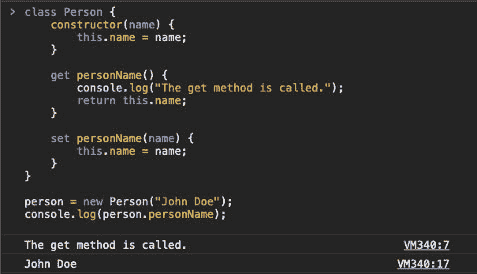 > class Person {
    constructor(name) {
        this.name = name;
    }

    get personName() {
        console.log("The get method is called.");
        return this.name;
    }

    set personName(name) {
        this.name = name;
    }
}

person = new Person("John Doe");
console.log(person.personName);
The get method is called. VM340:7
John Doe VM340:17